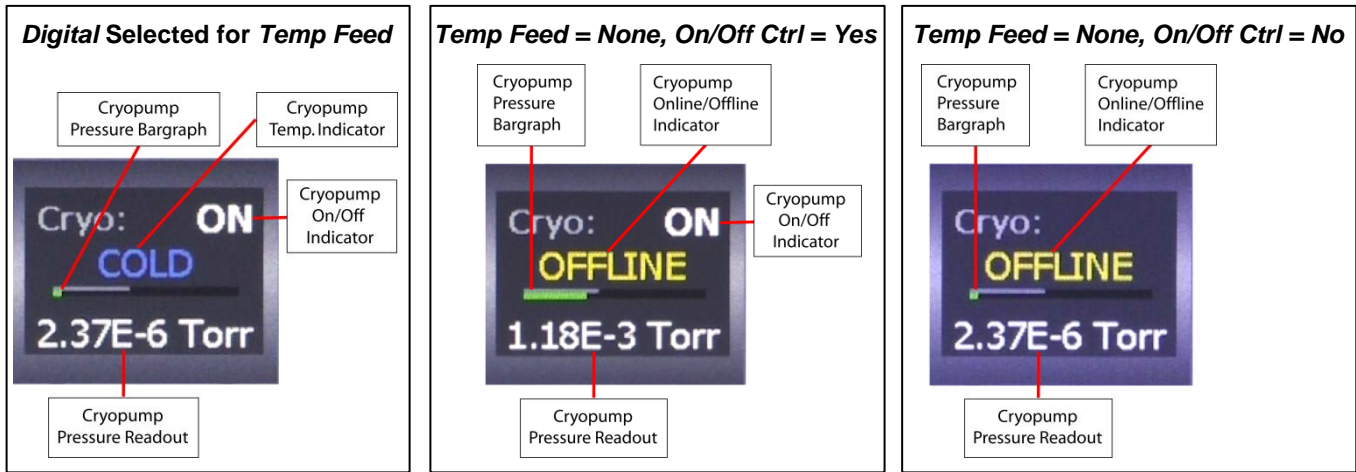 Digital Selected for Temp Feed
Cryopump
Pressure Bargraph
Cryopump
Temp. Indicator
Cryopump
On/Off
Indicator
Cryo: ON
COLD
2.37E-6 Torr
Cryopump
Pressure Readout
Temp Feed = None, On/Off Ctrl = Yes
Cryopump
Pressure
Bargraph
Cryopump
Online/Offline
Indicator
Cryopump
On/Off
Indicator
Cryo: ON
OFFLINE
1.18E-3 Torr
Cryopump
Pressure Readout
Temp Feed = None, On/Off Ctrl = No
Cryopump
Pressure
Bargraph
Cryopump
Online/Offline
Indicator
Cryo:
OFFLINE
2.37E-6 Torr
Cryopump
Pressure Readout